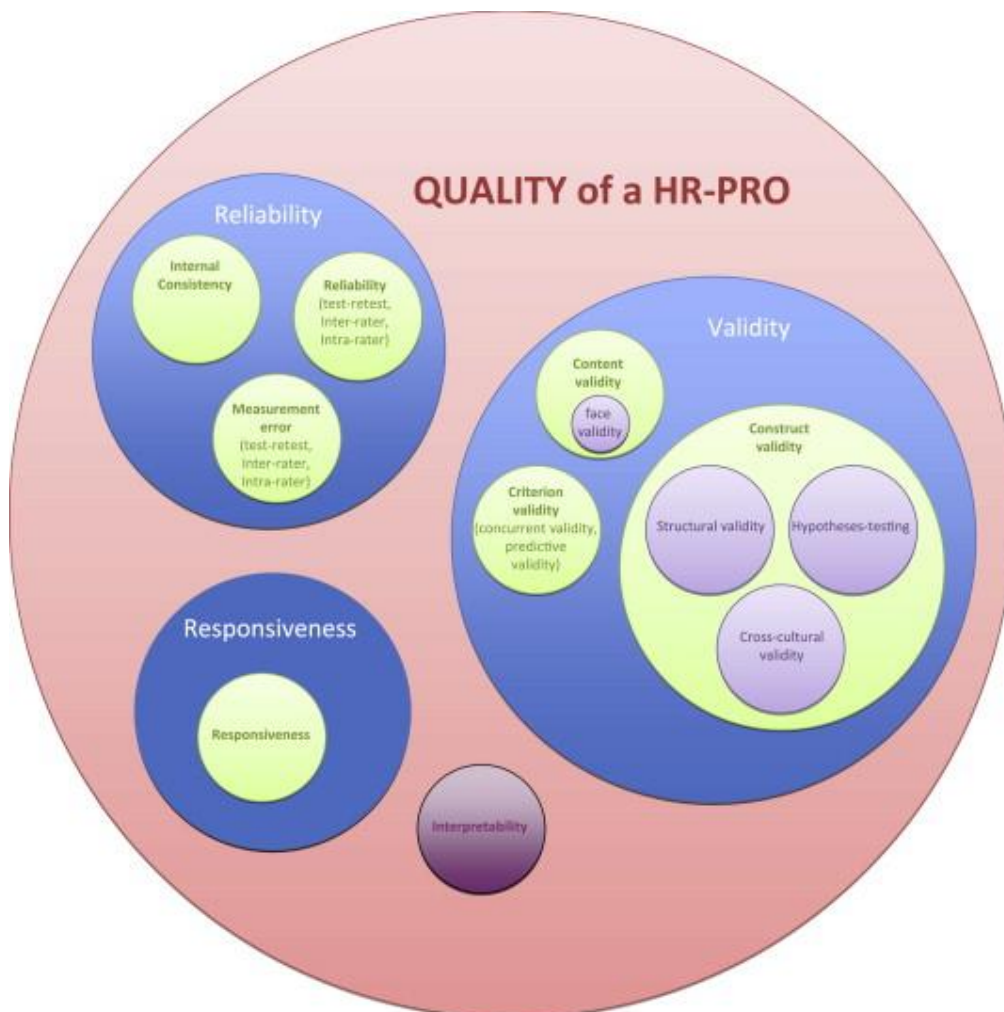 QUALITY of a HR-PRO
Reliability
Internal
Consistency
Reliability
(test-retest,
Inter-rater,
Intra-rater)
Measurement
error
(test-retest,
Inter-rater,
Intra-rater)
Validity
Content
validity
face
validity
Criterion
validity
(concurrent validity,
predictive
validity)
Construct
validity
Structural validity
Hypotheses-testing
Cross-cultural
validity
Responsiveness
Responsiveness
Interpretability